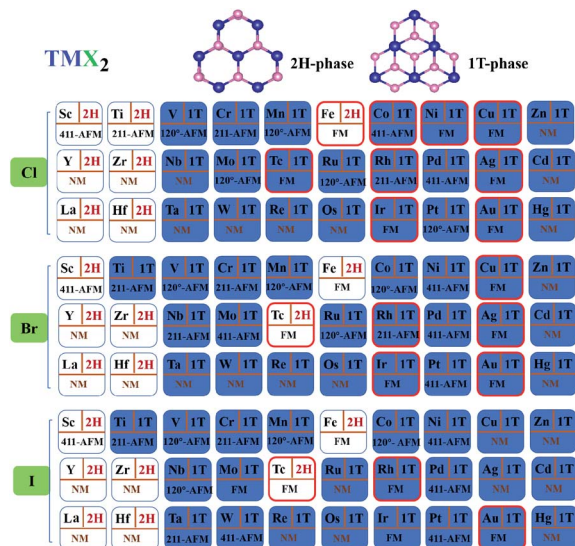 TMX2
2H-phase
1T-phase
Cl
Sc 2H Ti 2H V 1T Cr 1T Mn 1T Fe 2H Co 1T Ni 1T Cu 1T Zn 1T
411-AFM 211-AFM 120°-AFM 211-AFM 120°-AFM FM 411-AFM FM FM NM
Y 2H Zr 2H Nb 1T Mo 1T Tc 1T Ru 1T Rh 1T Pd 1T Ag 1T Cd 1T
NM NM NM 120°-AFM FM 120°-AFM 211-AFM 411-AFM FM NM
La 2H Hf 2H Ta 1T W 1T Re 1T Os 1T Ir 1T Pt 1T Au 1T Hg 1T
NM NM NM NM NM NM FM 120°-AFM FM NM
Br
Sc 2H Ti 1T V 1T Cr 1T Mn 1T Fe 2H Co 1T Ni 1T Cu 1T Zn 1T
411-AFM 211-AFM 120°-AFM 211-AFM 120°-AFM FM 120°-AFM 411-AFM FM NM
Y 2H Zr 2H Nb 1T Mo 1T Tc 2H Ru 1T Rh 1T Pd 1T Ag 1T Cd 1T
NM NM 211-AFM 411-AFM FM 120°-AFM 211-AFM 411-AFM FM NM
La 2H Hf 2H Ta 1T W 1T Re 1T Os 1T Ir 1T Pt 1T Au 1T Hg 1T
NM NM NM NM NM NM FM 411-AFM FM NM
I
Sc 2H Ti 1T V 1T Cr 1T Mn 1T Fe 2H Co 1T Ni 1T Cu 1T Zn 1T
411-AFM 211-AFM 120°-AFM 211-AFM 120°-AFM FM 120°-AFM 411-AFM NM NM
Y 2H Zr 2H Nb 1T Mo 1T Tc 2H Ru 1T Rh 1T Pd 1T Ag 1T Cd 1T
NM NM 120°-AFM FM FM NM FM 411-AFM NM NM
La 2H Hf 2H Ta 1T W 1T Re 1T Os 1T Ir 1T Pt 1T Au 1T Hg 1T
NM NM 211-AFM 411-AFM NM NM FM 411-AFM FM NM